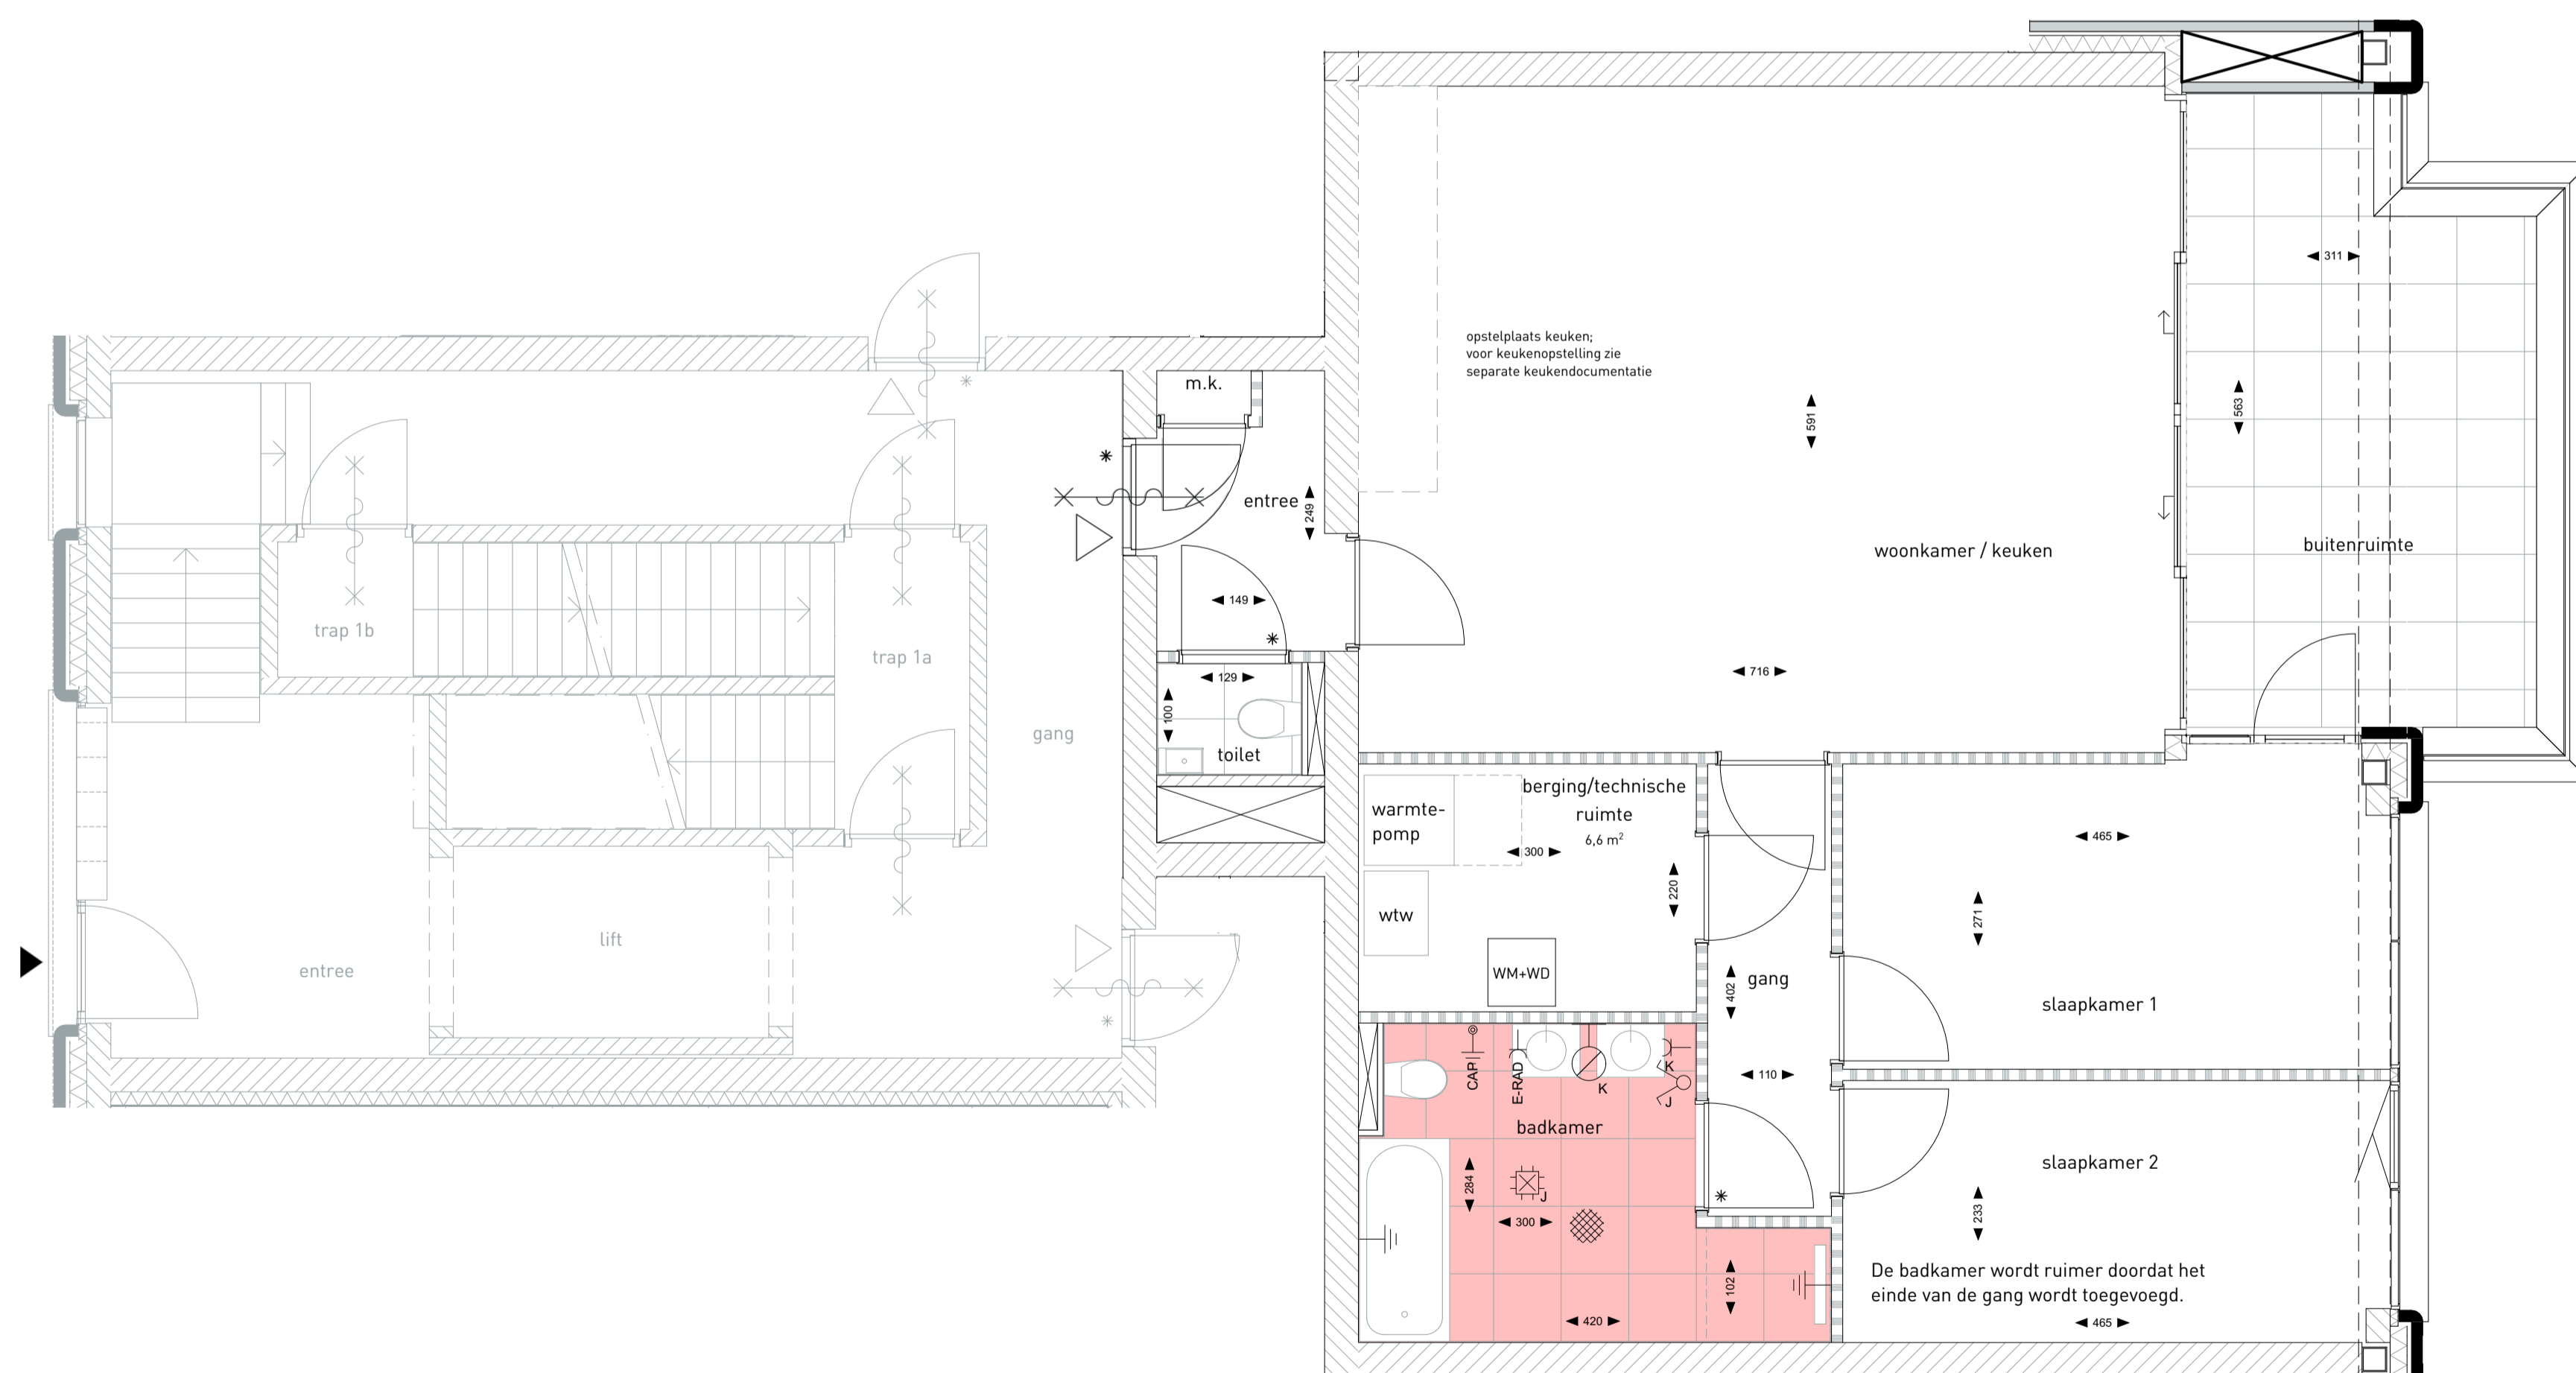 311
opstelplaats keuken;
voor keukenopstelling zie
separate keukendocumentatie
m.k.
*
591
563
*
entree
249
woonkamer / keuken
buitenruimte
149
trap 1b
trap 1a
*
716
129
100
gang
toilet
berging/technische
ruimte
6,6 m²
warmte-
pomp
300
465
220
271
wtw
lift
entree
WM+WD
gang
402
slaapkamer 1
*
CAP
E-RAD
K
K
J
110
badkamer
slaapkamer 2
284
J
*
300
233
De badkamer wordt ruimer doordat het
einde van de gang wordt toegevoegd.
102
420
465